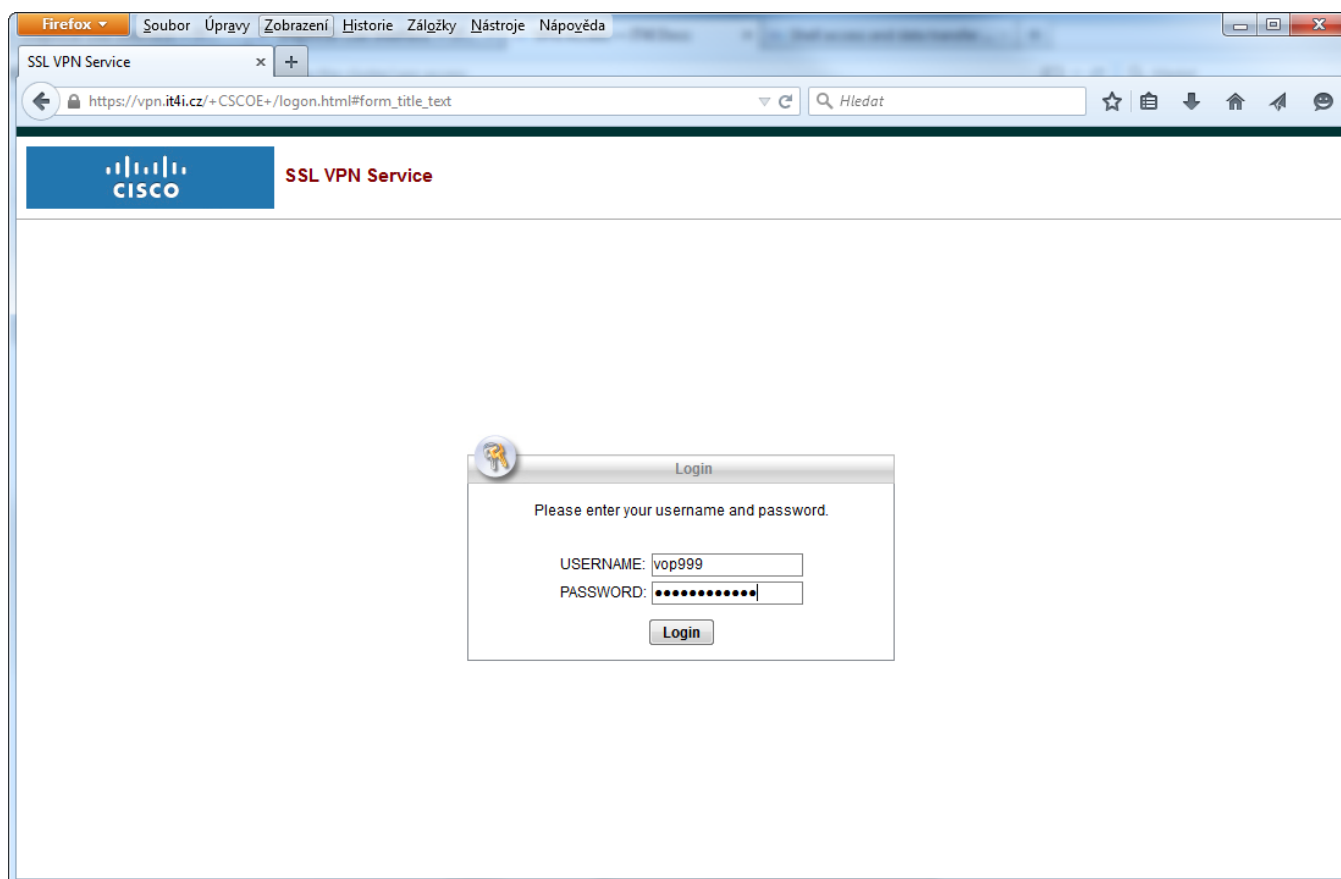 Firefox Soubor Úpravy Zobrazení Historie Záložky Nástroje Nápověda
SSL VPN Service
https://vpn.it4i.cz/+CSCOE+/logon.html#form_title_text Hledat
CISCO SSL VPN Service
Login
Please enter your username and password.
USERNAME: vop999
PASSWORD: ••••••••••••
Login